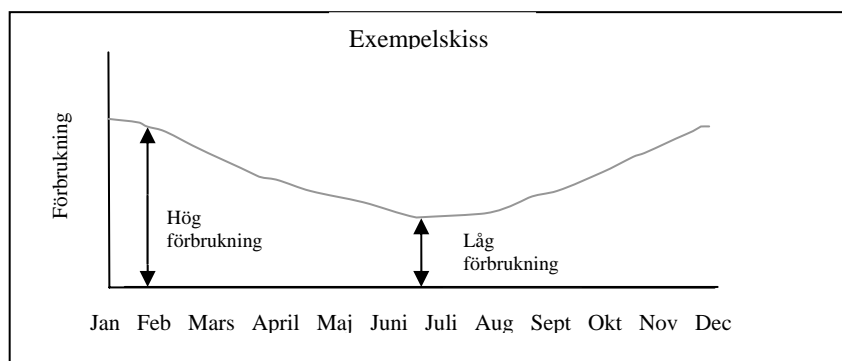 Exempelskiss
Förbrukning
Hög
förbrukning
Låg
förbrukning
Jan Feb Mars April Maj Juni Juli Aug Sept Okt Nov Dec